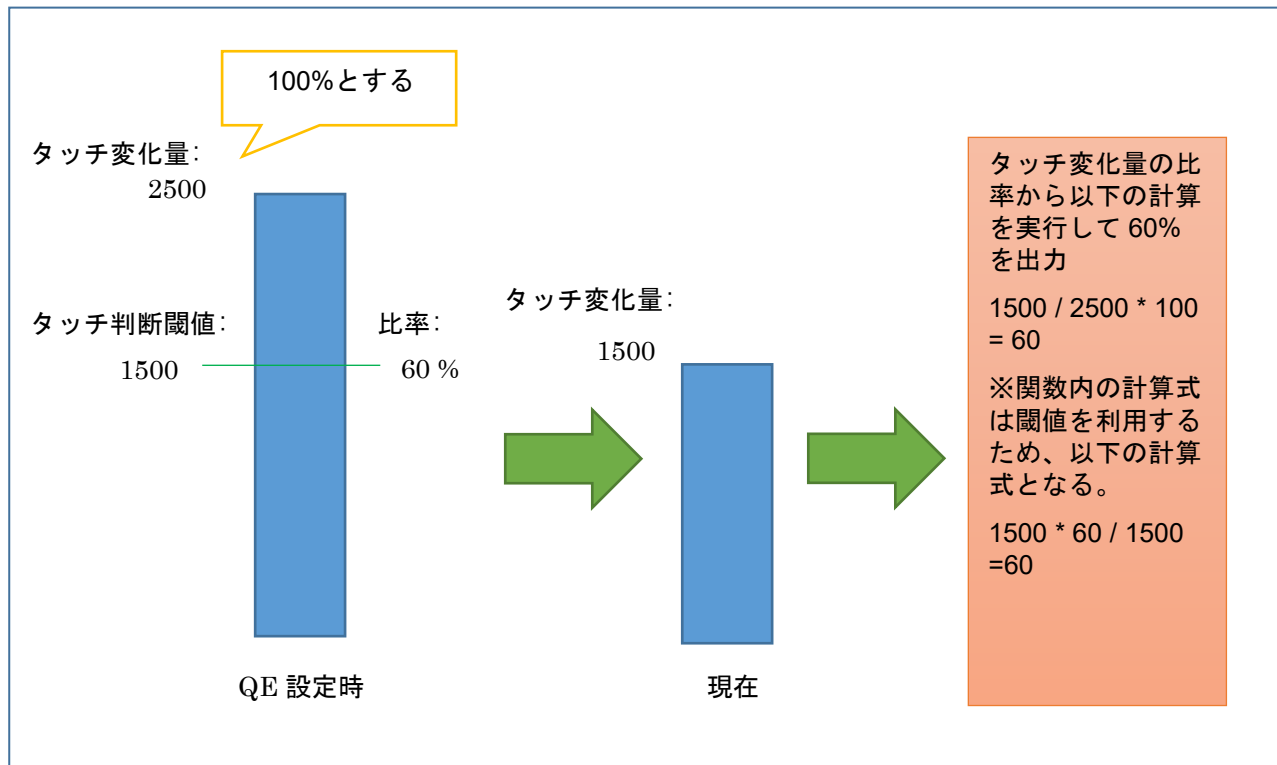 100%とする
タッチ変化量:
2500
タッチ判断閾値:
1500
比率:
60 %
QE 設定時
タッチ変化量:
1500
現在
タッチ変化量の比
率から以下の計算
を実行して 60%
を出力
1500 / 2500 * 100
= 60
※関数内の計算式
は閾値を利用する
ため、以下の計算
式となる。
1500 * 60 / 1500
=60